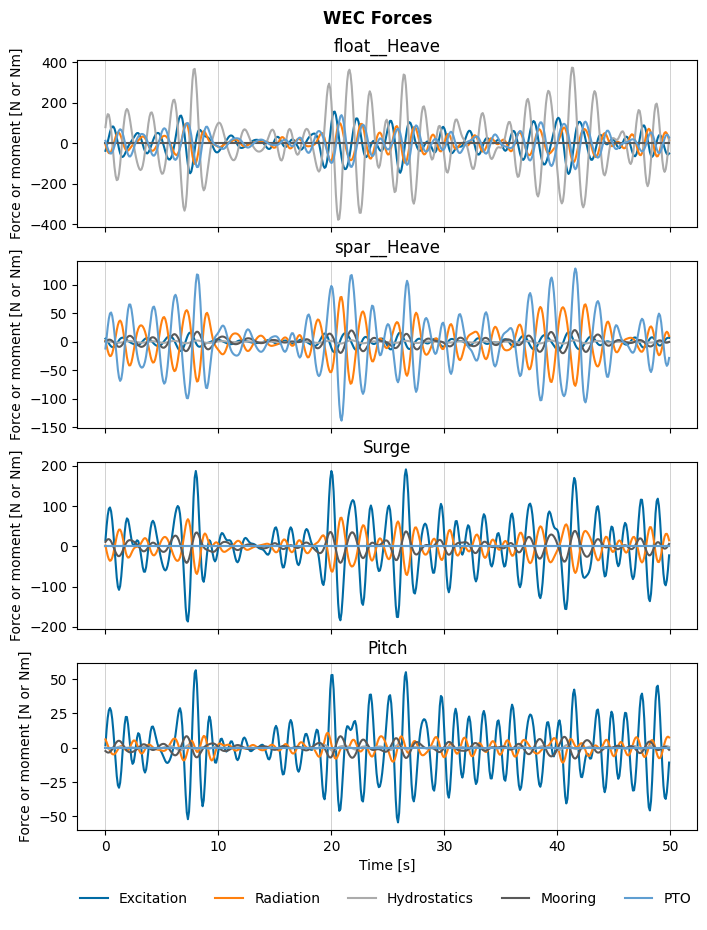 WEC Forces
float__Heave
Force or moment [N or Nm]
400
200
0
−200
−400
spar__Heave
Force or moment [N or Nm]
100
50
0
−50
−100
−150
Surge
Force or moment [N or Nm]
200
100
0
−100
−200
Pitch
Force or moment [N or Nm]
50
25
0
−25
−50
0 10 20 30 40 50
Time [s]
Excitation Radiation Hydrostatics Mooring PTO